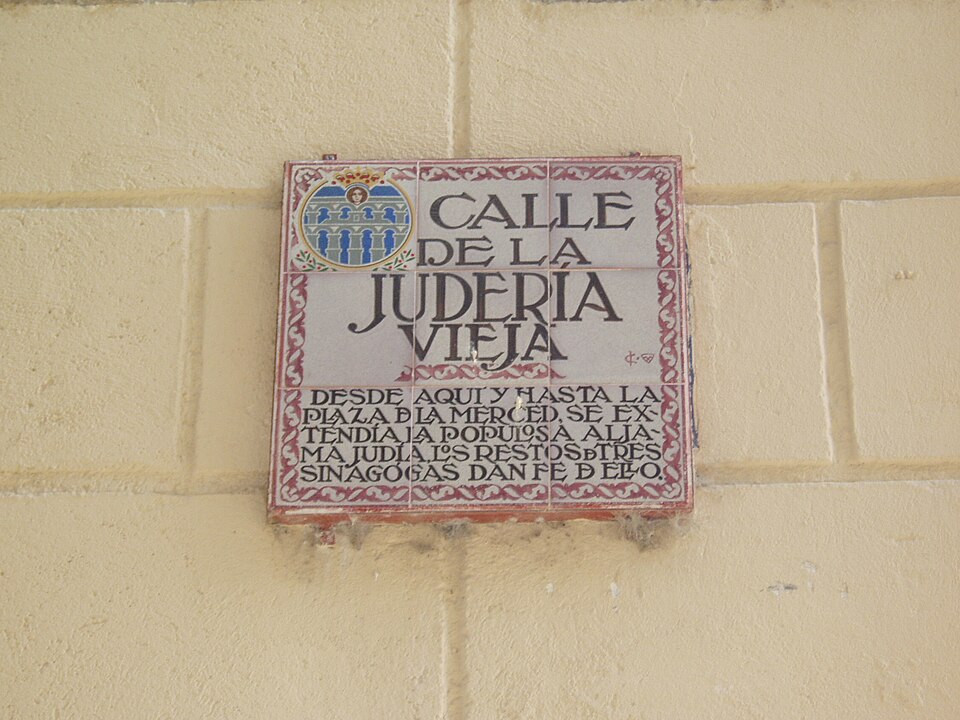 CALLE
DE LA
JUDERÍA
VIEJA
DESDE AQUI Y HASTA LA
PLAZA D LA MERCED, SE EX-
TENDÍA LA POPULOSA ALJA-
MA JUDIA. LOS RESTOS D TRES
SINAGOGAS DAN FE D ELLO.